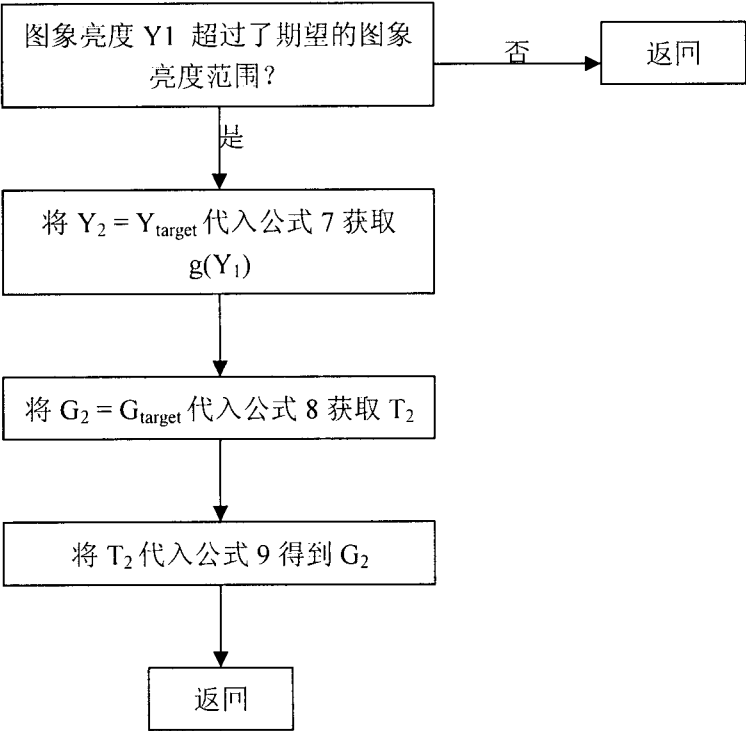 图象亮度 Y1 超过了期望的图象
亮度范围？
否
返回
是
将 Y₂ = Y_target 代入公式 7 获取
g(Y₁)
将 G₂ = G_target 代入公式 8 获取 T₂
将 T₂ 代入公式 9 得到 G₂
返回